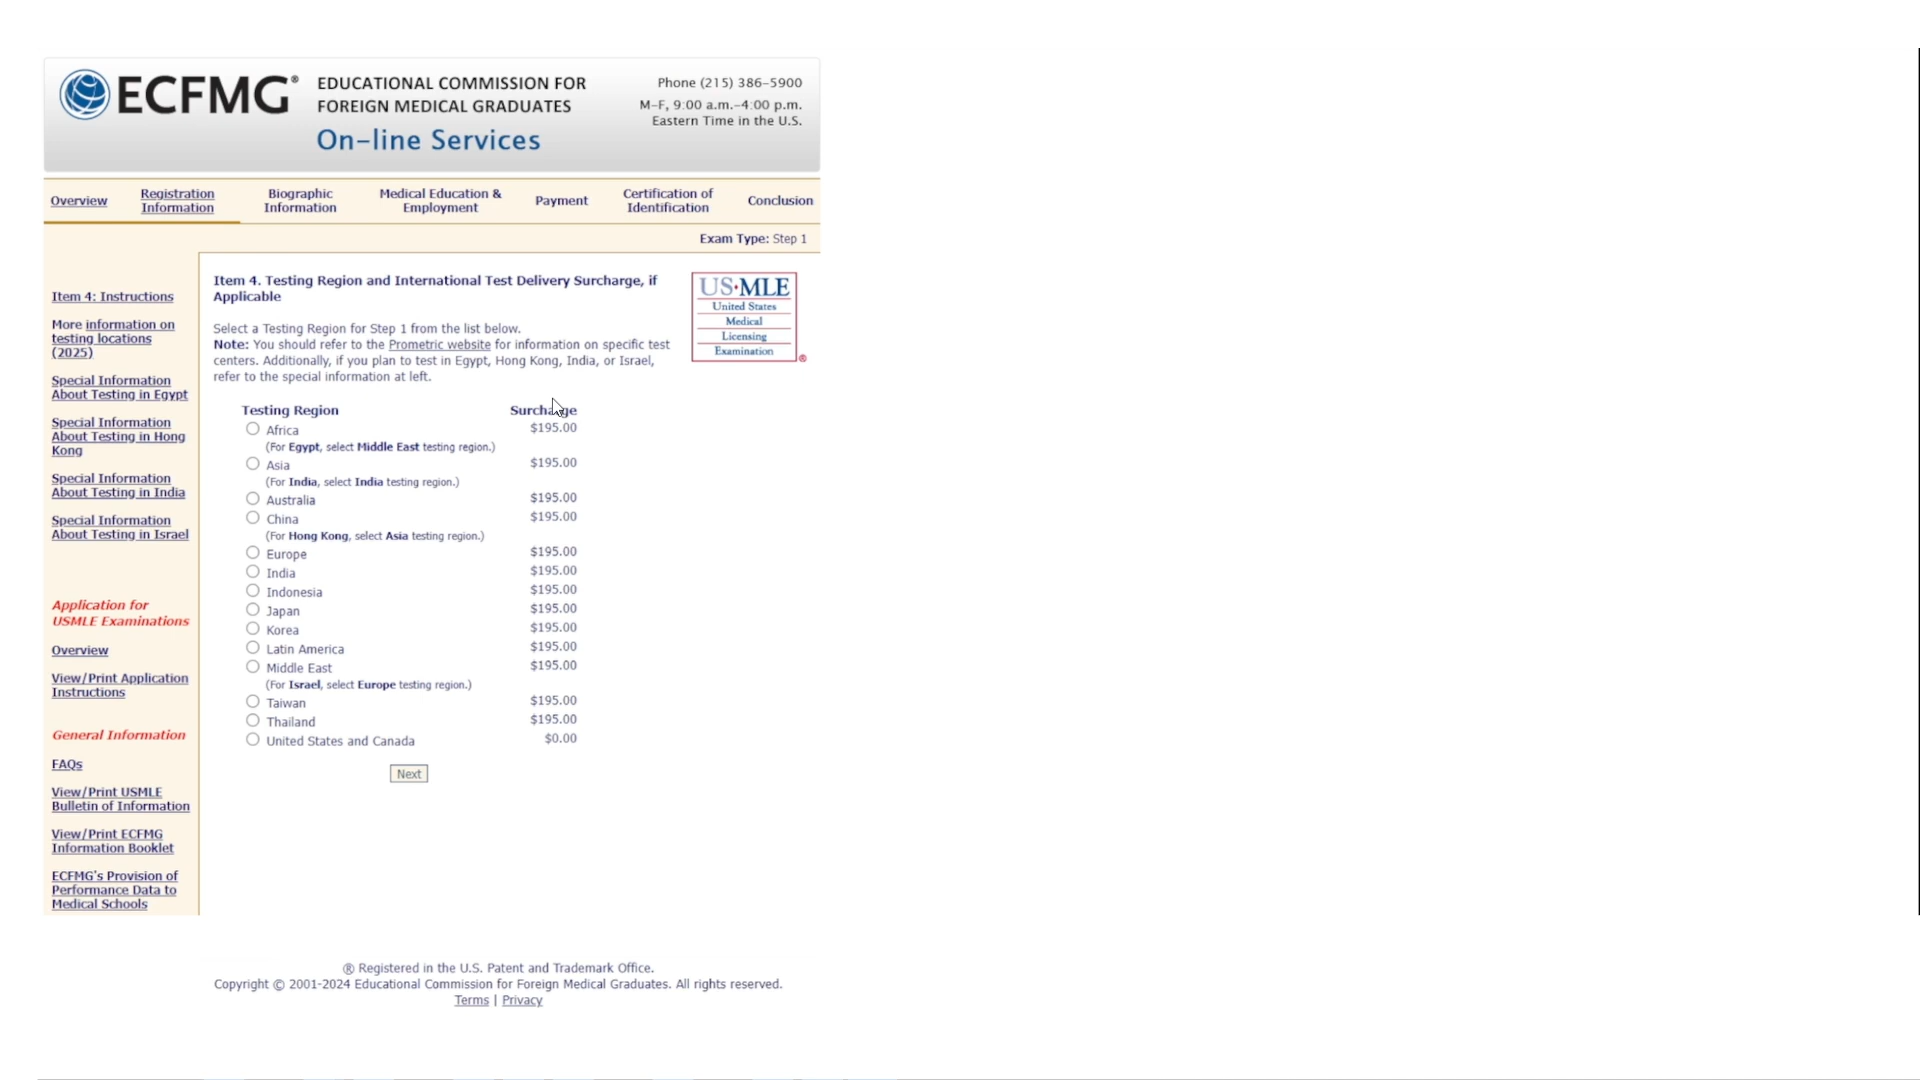 ECFMG®
EDUCATIONAL COMMISSION FOR
FOREIGN MEDICAL GRADUATES
On-line Services
Phone (215) 386-5900
M-F, 9:00 a.m.-4:00 p.m.
Eastern Time in the U.S.
Overview
Registration
Information
Biographic
Information
Medical Education &
Employment
Payment
Certification of
Identification
Conclusion
Exam Type: Step 1
Item 4: Instructions
More information on
testing locations
(2025)
Special Information
About Testing in Egypt
Special Information
About Testing in Hong
Kong
Special Information
About Testing in India
Special Information
About Testing in Israel
Application for
USMLE Examinations
Overview
View/Print Application
Instructions
General Information
FAQs
View/Print USMLE
Bulletin of Information
View/Print ECFMG
Information Booklet
ECFMG's Provision of
Performance Data to
Medical Schools
Item 4. Testing Region and International Test Delivery Surcharge, if
Applicable
Select a Testing Region for Step 1 from the list below.
Note: You should refer to the Prometric website for information on specific test
centers. Additionally, if you plan to test in Egypt, Hong Kong, India, or Israel,
refer to the special information at left.
US·MLE
United States
Medical
Licensing
Examination
®
Testing Region Surcharge
Africa $195.00
(For Egypt, select Middle East testing region.)
Asia $195.00
(For India, select India testing region.)
Australia $195.00
China $195.00
(For Hong Kong, select Asia testing region.)
Europe $195.00
India $195.00
Indonesia $195.00
Japan $195.00
Korea $195.00
Latin America $195.00
Middle East $195.00
(For Israel, select Europe testing region.)
Taiwan $195.00
Thailand $195.00
United States and Canada $0.00
Next
® Registered in the U.S. Patent and Trademark Office.
Copyright © 2001-2024 Educational Commission for Foreign Medical Graduates. All rights reserved.
Terms | Privacy